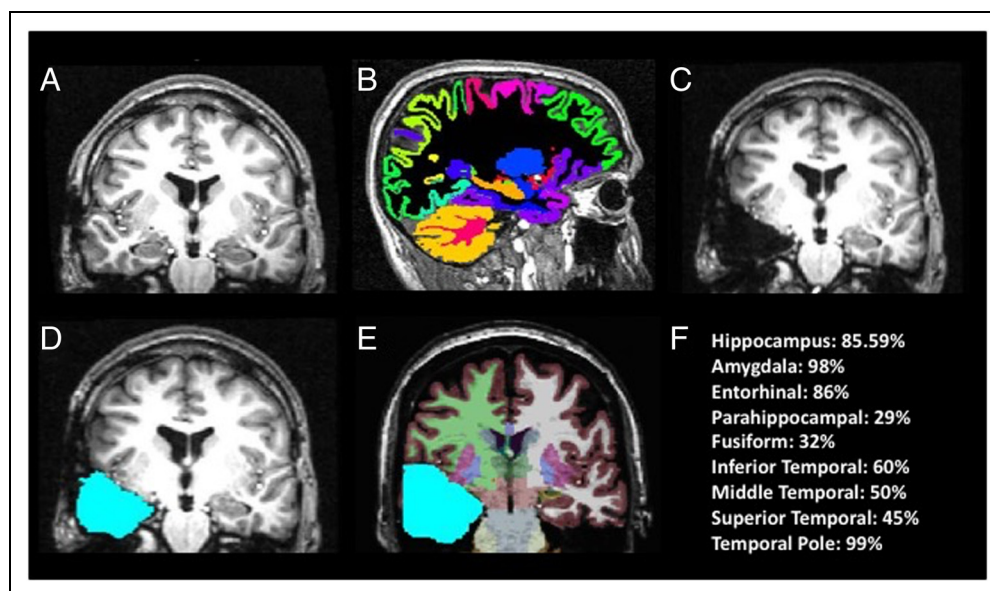 A
B
C
D
E
F
Hippocampus: 85.59%
Amygdala: 98%
Entorhinal: 86%
Parahippocampal: 29%
Fusiform: 32%
Inferior Temporal: 60%
Middle Temporal: 50%
Superior Temporal: 45%
Temporal Pole: 99%